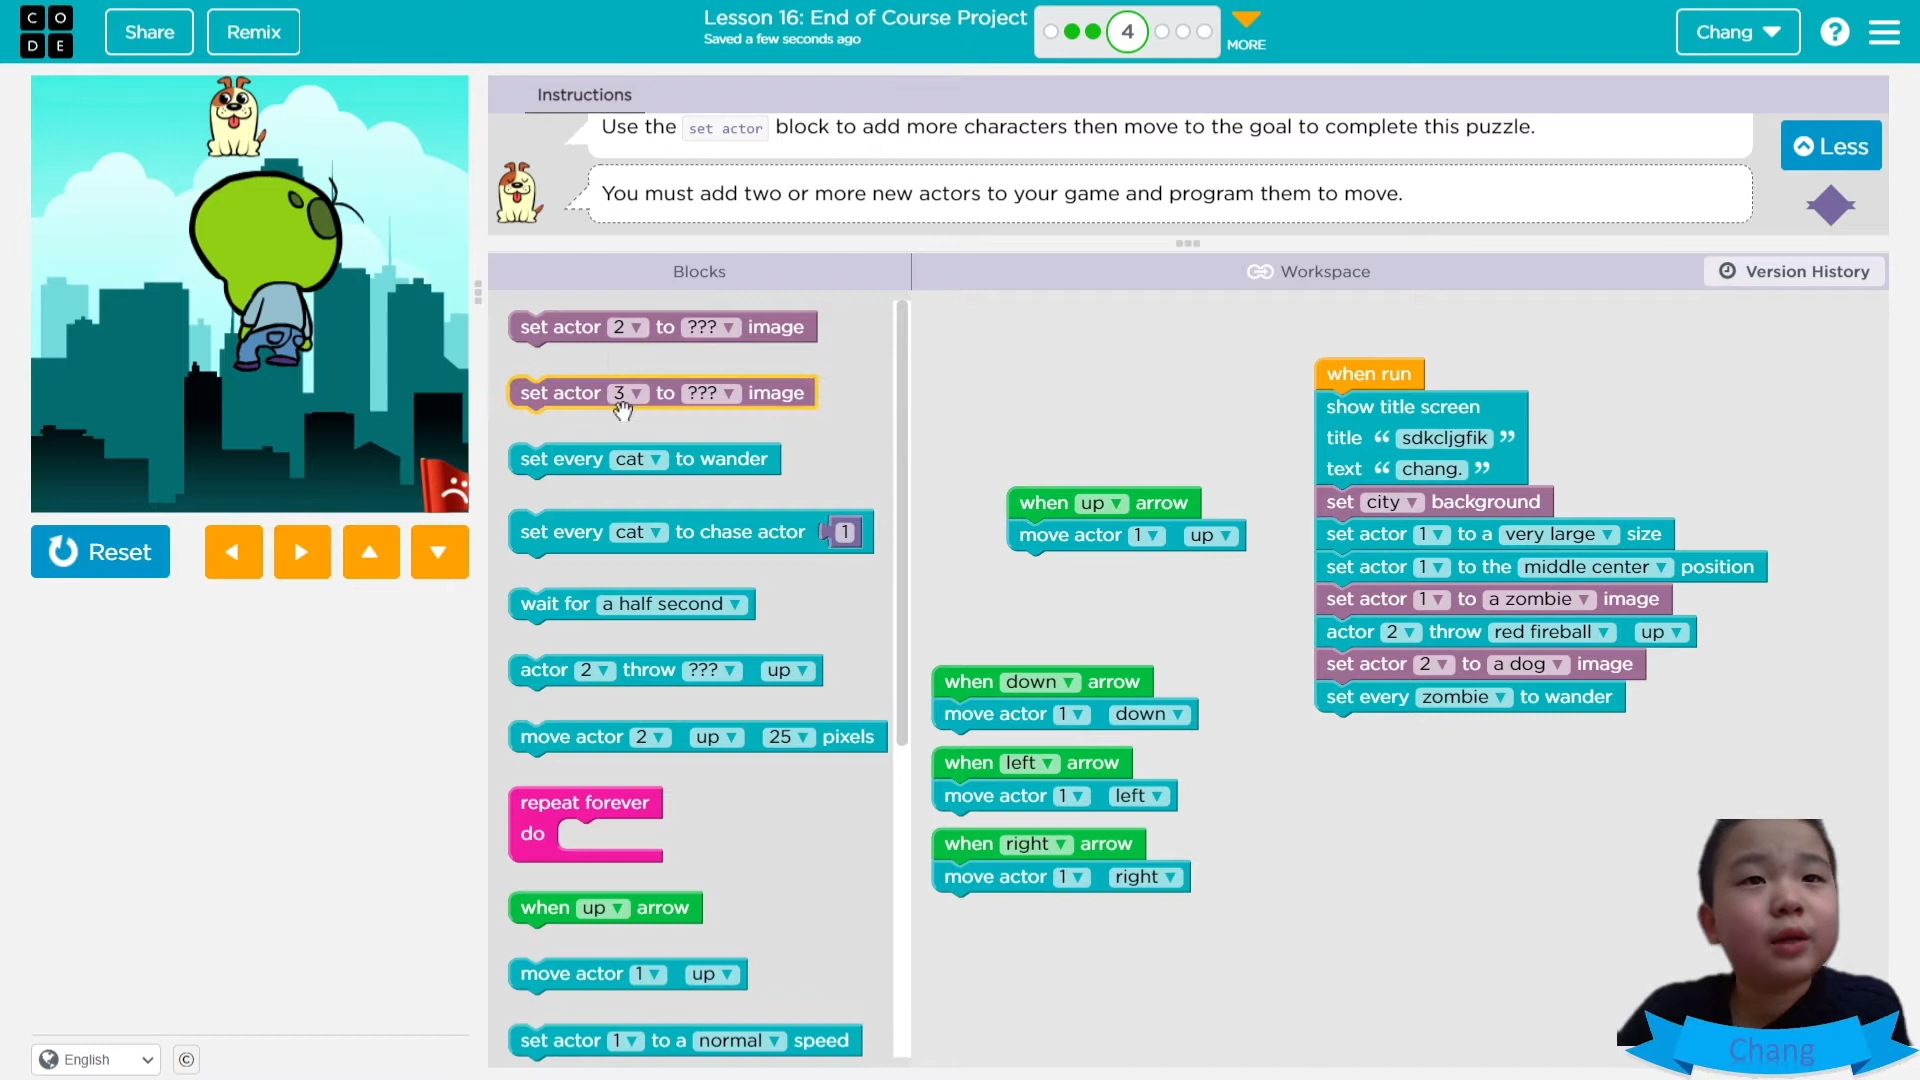 C O
D E
Share
Remix
Lesson 16: End of Course Project
Saved a few seconds ago
4
MORE
Chang
?
Instructions
Use the set actor block to add more characters then move to the goal to complete this puzzle.
You must add two or more new actors to your game and program them to move.
Less
Blocks
Workspace
Version History
set actor 2 to ??? image
set actor 3 to ??? image
set every cat to wander
set every cat to chase actor 1
wait for a half second
actor 2 throw ??? up
move actor 2 up 25 pixels
repeat forever
do
when up arrow
move actor 1 up
set actor 1 to a normal speed
when up arrow
move actor 1 up
when down arrow
move actor 1 down
when left arrow
move actor 1 left
when right arrow
move actor 1 right
when run
show title screen
title “ sdkcljgfik ”
text “ chang. ”
set city background
set actor 1 to a very large size
set actor 1 to the middle center position
set actor 1 to a zombie image
actor 2 throw red fireball up
set actor 2 to a dog image
set every zombie to wander
Reset
English
©
Chang